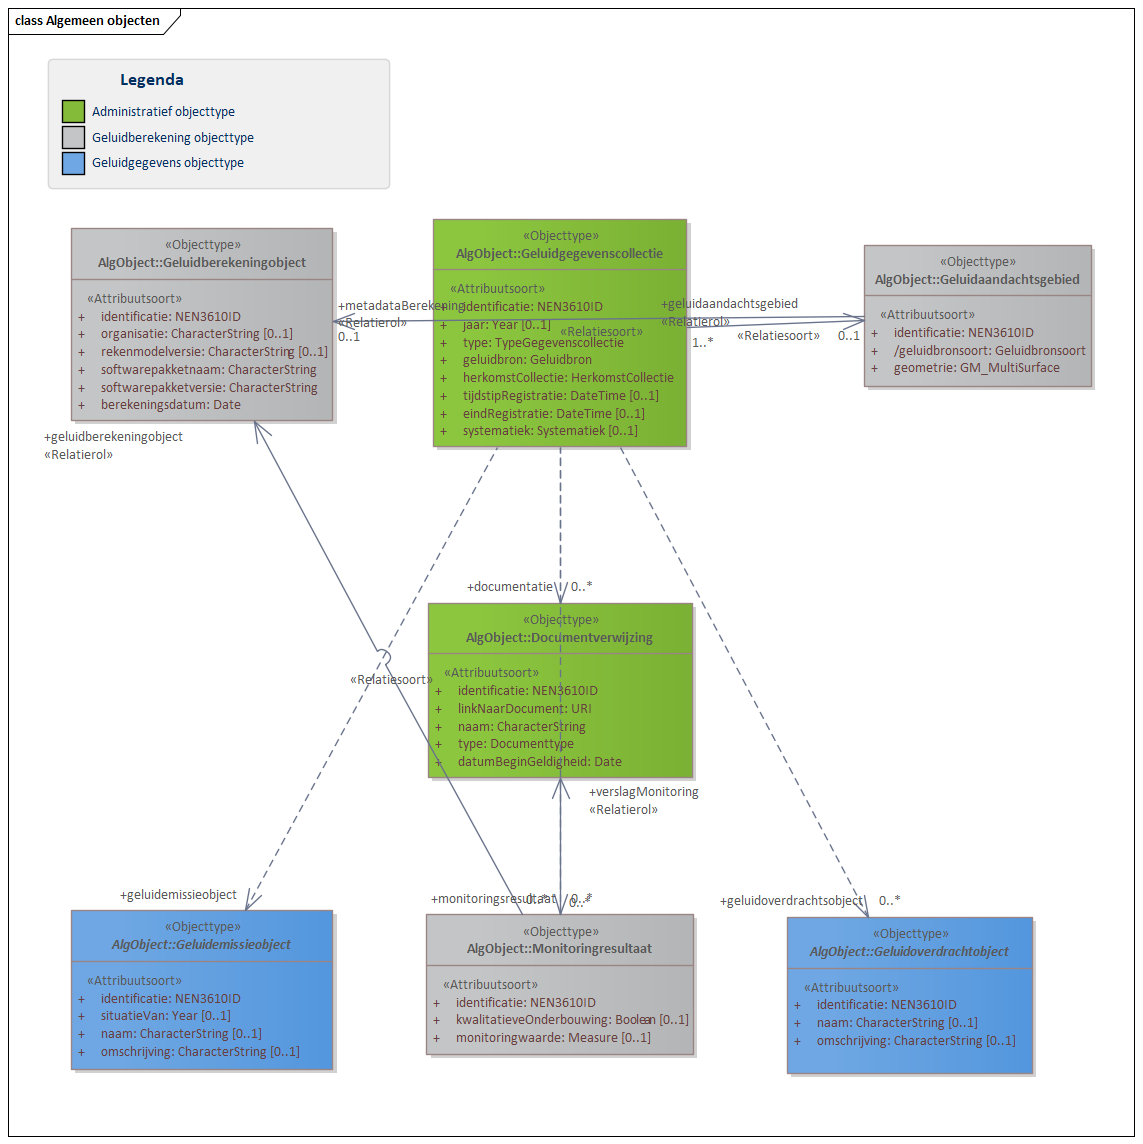 class Algemeen objecten
Legenda
Administratief objecttype
Geluidberekening objecttype
Geluidgegevens objecttype
«Objecttype»
AlgObject::Geluidberekeningobject
«Attribuutsoort»
+ identificatie: NEN3610ID
+ organisatie: CharacterString [0..1]
+ rekenmodelversie: CharacterString [0..1]
+ softwarepakketnaam: CharacterString
+ softwarepakketversie: CharacterString
+ berekeningsdatum: Date
«Objecttype»
AlgObject::Geluidgegevenscollectie
«Attribuutsoort»
+ identificatie: NEN3610ID
+ jaar: Year [0..1]
+ type: TypeGegevenscollectie
+ geluidbron: Geluidbron
+ herkomstCollectie: HerkomstCollectie
+ tijdstipRegistratie: DateTime [0..1]
+ eindRegistratie: DateTime [0..1]
+ systematiek: Systematiek [0..1]
«Objecttype»
AlgObject::Geluidaandachtsgebied
«Attribuutsoort»
+ identificatie: NEN3610ID
+ /geluidbronsoort: Geluidbronsoort
+ geometrie: GM_MultiSurface
+metadataBerekening
«Relatierol»
0..1
«Relatiesoort»
+geluidaandachtsgebied
«Relatierol»
1..*
«Relatiesoort»
0..1
+geluidberekeningobject
«Relatierol»
+documentatie
0..*
«Objecttype»
AlgObject::Documentverwijzing
«Attribuutsoort»
+ identificatie: NEN3610ID
+ linkNaarDocument: URI
+ naam: CharacterString
+ type: Documenttype
+ datumBeginGeldigheid: Date
«Relatiesoort»
+verslagMonitoring
«Relatierol»
+geluidemissieobject
+monitoringsresultaat
0..*
0..*
0..*
+geluidoverdrachtsobject
0..*
«Objecttype»
AlgObject::Geluidemissieobject
«Attribuutsoort»
+ identificatie: NEN3610ID
+ situatieVan: Year [0..1]
+ naam: CharacterString [0..1]
+ omschrijving: CharacterString [0..1]
«Objecttype»
AlgObject::Monitoringresultaat
«Attribuutsoort»
+ identificatie: NEN3610ID
+ kwalitatieveOnderbouwing: Boolean [0..1]
+ monitoringwaarde: Measure [0..1]
«Objecttype»
AlgObject::Geluidoverdrachtobject
«Attribuutsoort»
+ identificatie: NEN3610ID
+ naam: CharacterString [0..1]
+ omschrijving: CharacterString [0..1]